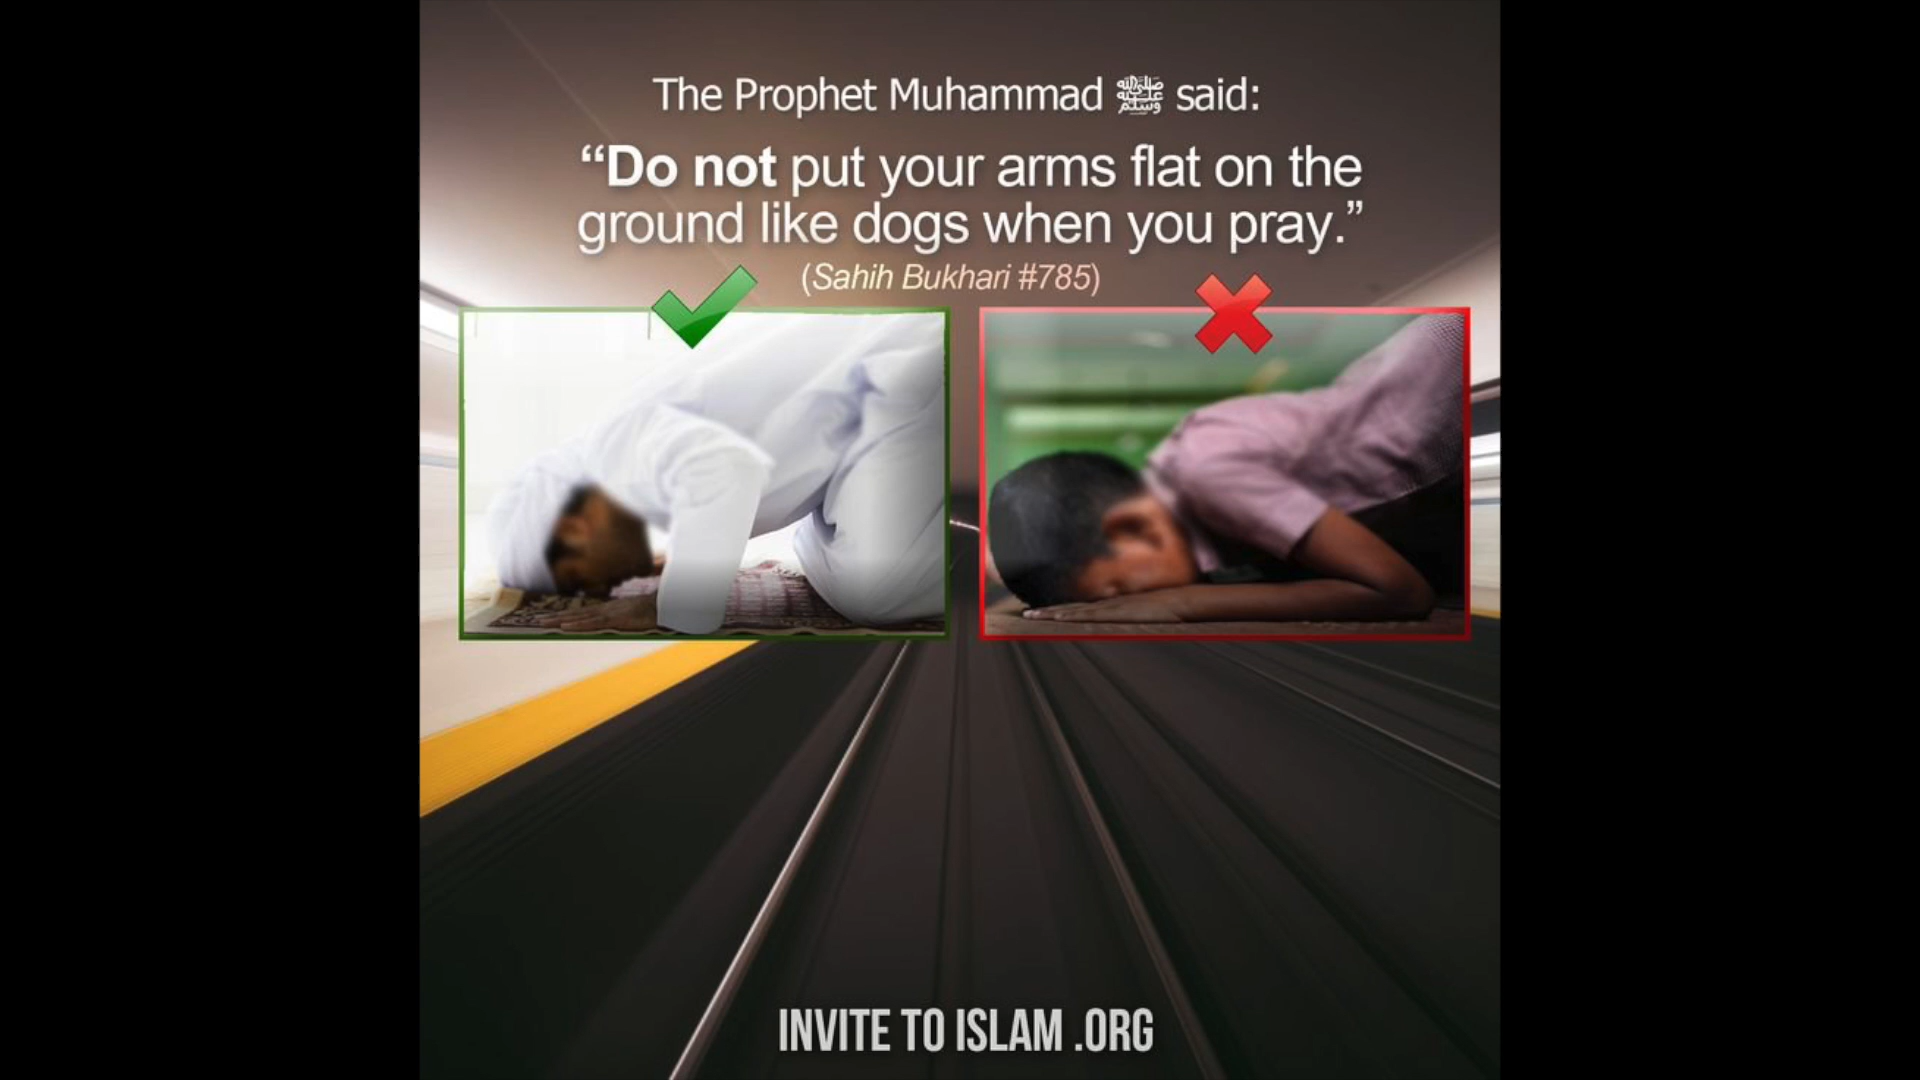 The Prophet Muhammad ﷺ said:
“Do not put your arms flat on the
ground like dogs when you pray.”
(Sahih Bukhari #785)
INVITE TO ISLAM .ORG